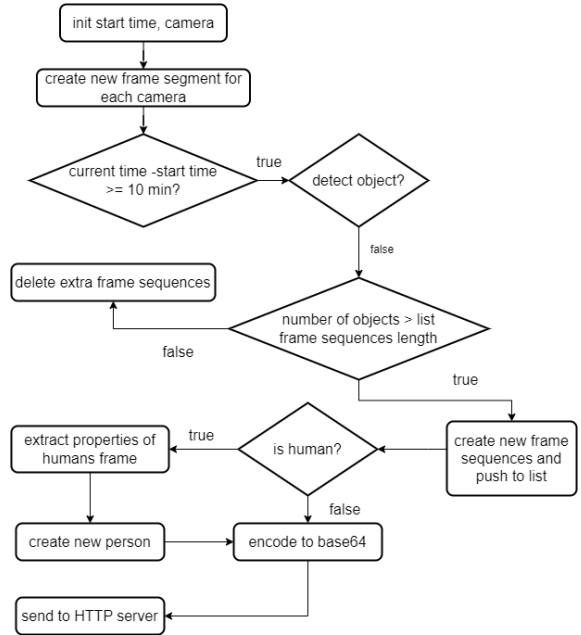 init start time, camera
create new frame segment for
each camera
current time -start time
>= 10 min?
true
detect object?
false
delete extra frame sequences
number of objects > list
frame sequences length
false
true
extract properties of
humans frame
true
is human?
create new frame
sequences and
push to list
false
create new person
encode to base64
send to HTTP server